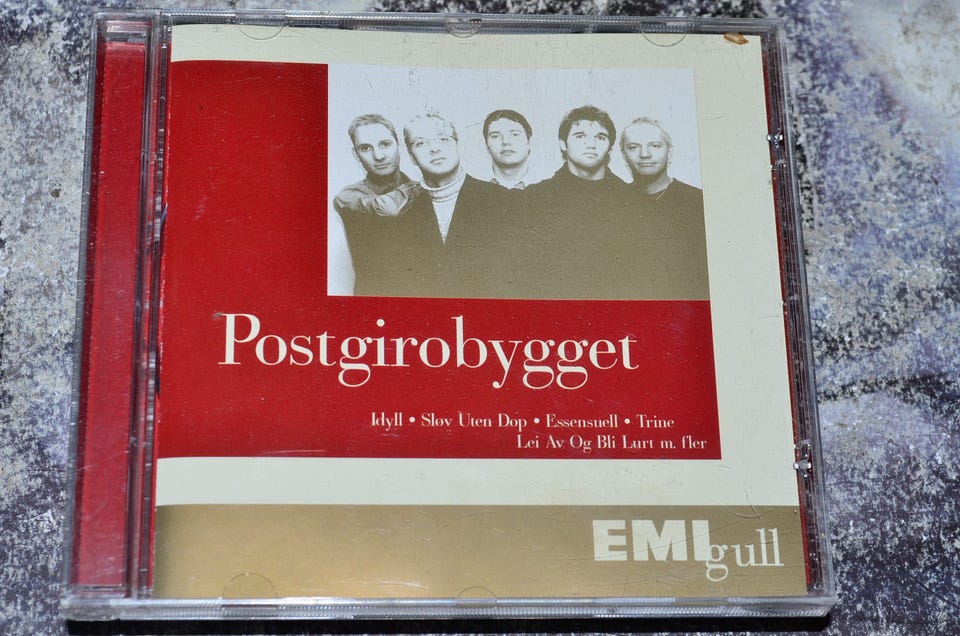 Postgirobygget
Idyll • Sløv Uten Dop • Essensuell • Trine
Lei Av Og Bli Lurt m. fler
EMI gull